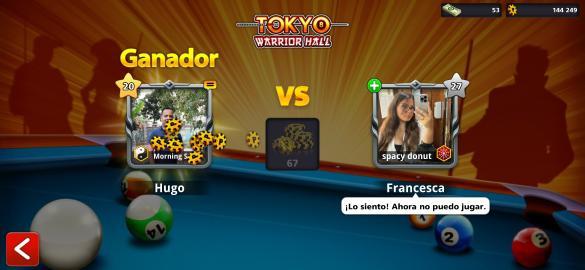 53
144 249
TOKYO
WARRIOR HALL
Ganador
20
VS
27
Morning S
67
spacy donut
Hugo
Francesca
¡Lo siento! Ahora no puedo jugar.
14
2
3